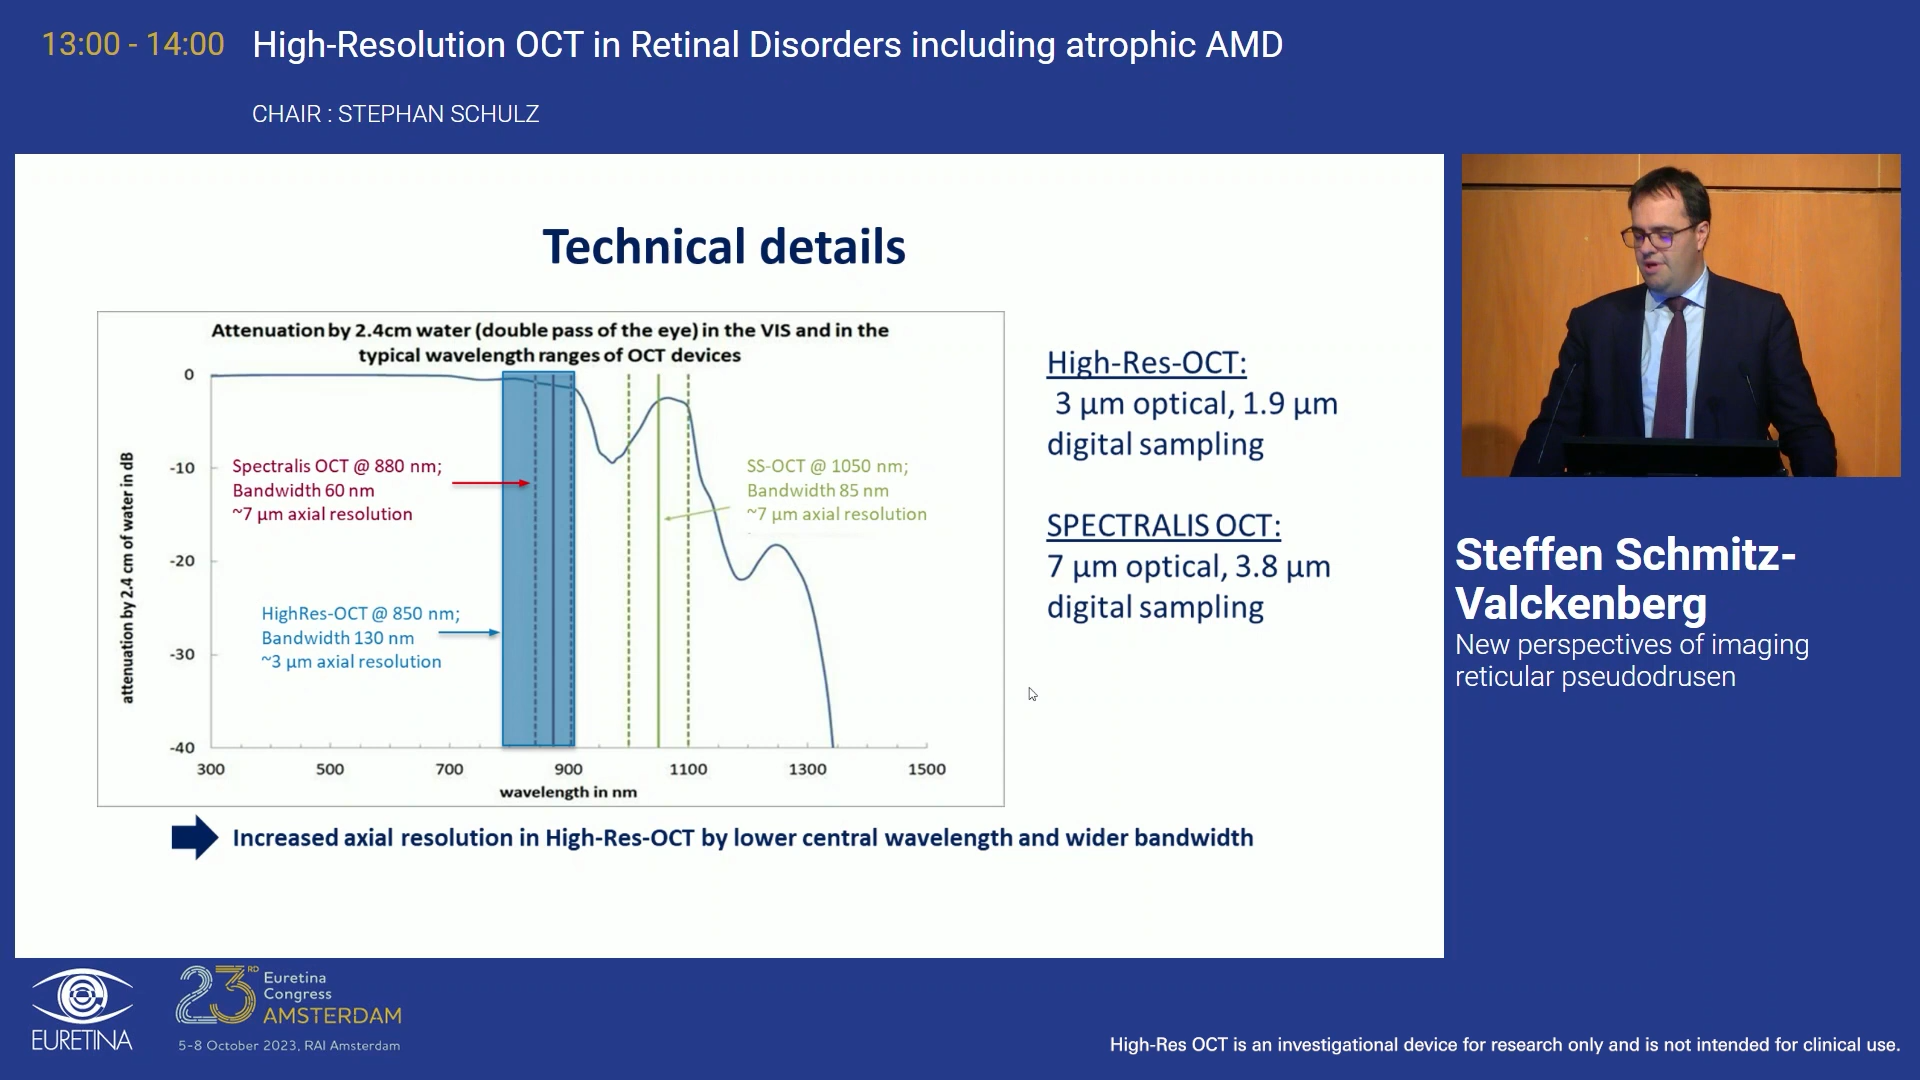 13:00 - 14:00
High-Resolution OCT in Retinal Disorders including atrophic AMD
CHAIR : STEPHAN SCHULZ
Technical details
Attenuation by 2.4cm water (double pass of the eye) in the VIS and in the
typical wavelength ranges of OCT devices
attenuation by 2.4 cm of water in dB
0
-10
-20
-30
-40
Spectralis OCT @ 880 nm;
Bandwidth 60 nm
~7 µm axial resolution
SS-OCT @ 1050 nm;
Bandwidth 85 nm
~7 µm axial resolution
HighRes-OCT @ 850 nm;
Bandwidth 130 nm
~3 µm axial resolution
300 500 700 900 1100 1300 1500
wavelength in nm
High-Res-OCT:
3 µm optical, 1.9 µm
digital sampling
SPECTRALIS OCT:
7 µm optical, 3.8 µm
digital sampling
Increased axial resolution in High-Res-OCT by lower central wavelength and wider bandwidth
Steffen Schmitz-
Valckenberg
New perspectives of imaging
reticular pseudodrusen
EURETINA
23RD
Euretina
Congress
AMSTERDAM
5-8 October 2023, RAI Amsterdam
High-Res OCT is an investigational device for research only and is not intended for clinical use.